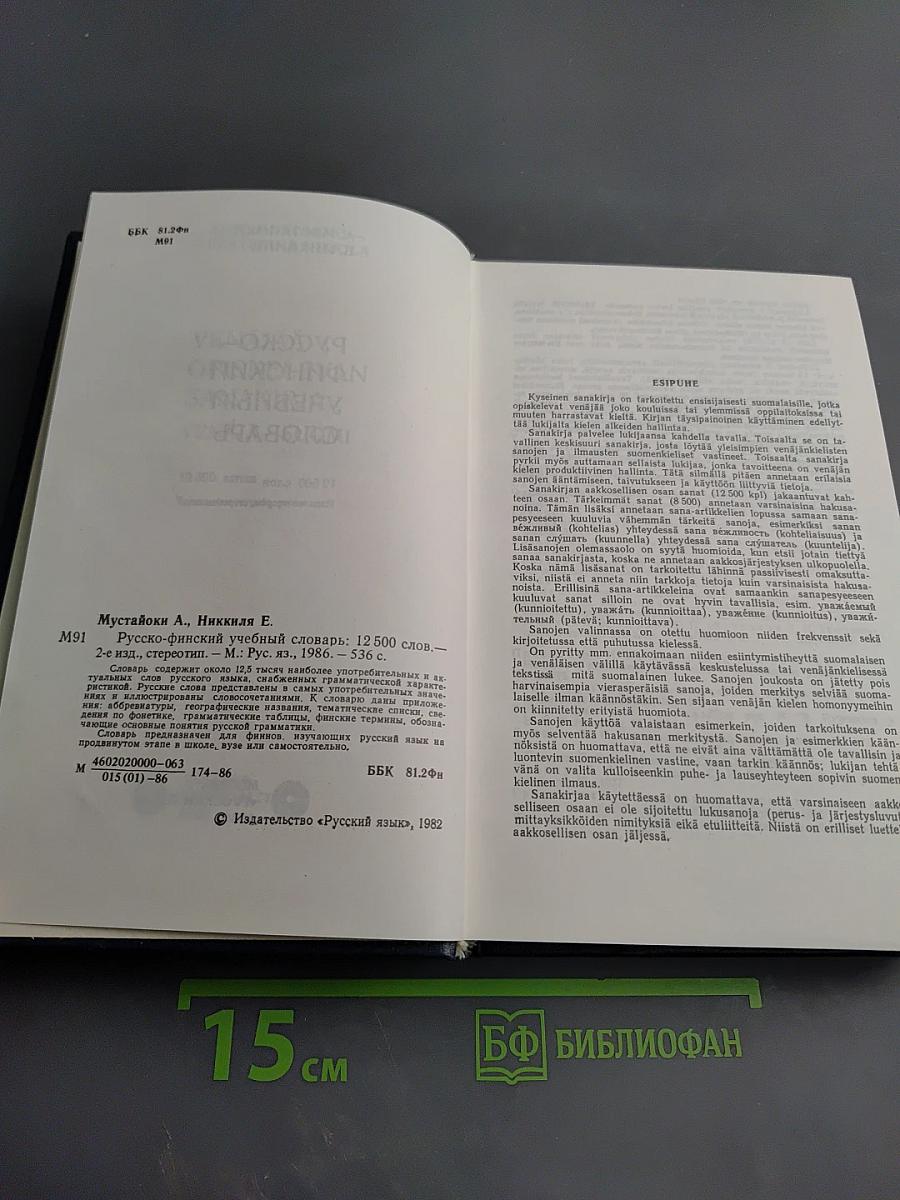 ББК 81.2Фн
М91
Мустайоки А., Никкиля Е.
М91 Русско-финский учебный словарь: 12 500 слов.—
2-е изд., стереотип. — М.: Рус. яз., 1986. — 536 с.
Словарь содержит около 12,5 тысяч наиболее употребительных и ак-
туальных слов русского языка, снабженных грамматической характе-
ристикой. Русские слова представлены в самых употребительных значе-
ниях и иллюстрированы словосочетаниями. К словарю даны приложе-
ния: аббревиатуры, географические названия, тематические списки, све-
дения по фонетике, грамматические таблицы, финские термины, обозна-
чающие основные понятия русской грамматики.
Словарь предназначен для финнов, изучающих русский язык на
продвинутом этапе в школе, вузе или самостоятельно.
М 4602020000-063
015 (01) -86 174-86 ББК 81.2Фн
© Издательство «Русский язык», 1982
ESIPUHE
Kyseinen sanakirja on tarkoitettu ensisijaisesti suomalaisille, jotka
opiskelevat venäjää joko kouluissa tai ylemmissä oppilaitoksissa tai
muuten harrastavat kieltä. Kirjan täysipainoinen käyttäminen edellyt-
tää lukijalta kielen alkeiden hallintaa.
Sanakirja palvelee lukijaansa kahdella tavalla. Toisaalta se on ta-
vallinen keskisuuri sanakirja, josta löytää yleisimpien venäjänkielisten
sanojen ja ilmausten suomenkieliset vastineet. Toisaalta sanakirja
pyrkii myös auttamaan sellaista lukijaa, jonka tavoitteena on venäjän
kielen produktiivinen hallinta. Tätä silmällä pitäen annetaan erilaisia
sanojen ääntämiseen, taivutukseen ja käyttöön liittyviä tietoja.
Sanakirjan aakkosellisen osan sanat (12 500 kpl) jakaantuvat kah-
teen osaan. Tärkeimmät sanat (8 500) annetaan varsinaisina hakusa-
noina. Tämän lisäksi annetaan sana-artikkelien lopussa samaan sana-
pesyeeseen kuuluvia vähemmän tärkeitä sanoja, esimerkiksi sanan
ве́жливый (kohtelias) yhteydessä sana ве́жливость (kohteliaisuus) ja
sanan слу́шать (kuunnella) yhteydessä sana слу́шатель (kuuntelija).
Lisäsanojen olemassaolo on syytä huomioida, kun etsii jotain tiettyä
sanaa sanakirjasta, koska ne annetaan aakkosjärjestyksen ulkopuolella.
Koska nämä lisäsanat on tarkoitettu lähinnä passiivisesti omaksutta-
viksi, niistä ei anneta niin tarkkoja tietoja kuin varsinaisista hakusa-
noista. Erillisinä sana-artikkeleina ovat samaankin sanapesyeeseen
kuuluvat sanat silloin ne ovat hyvin tavallisia, esim. уважа́емый
(kunnioitettu), уважа́ть (kunnioittaa), уваже́ние (kunnioitus), уважи́-
тельный (pätevä; kunnioittava).
Sanojen valinnassa on otettu huomioon niiden frekvenssit sekä
kirjoitetussa että puhutussa kielessä.
On pyritty mm. ennakoimaan niiden esiintymistiheyttä suomalaisen
ja venäläisen välillä käytävässä keskustelussa tai venäjänkielisessä
tekstissä mitä suomalainen lukee. Sanojen joukosta on jätetty pois
harvinaisempia vierasperäisiä sanoja, joiden merkitys selviää suoma-
laiselle ilman käännöstäkin. Sen sijaan venäjän kielen homonyymeihin
on kiinnitetty erityistä huomiota.
Sanojen käyttöä valaistaan esimerkein, joiden tarkoituksena on
myös selventää hakusanan merkitystä. Sanojen ja esimerkkien kään-
nöksistä on huomattava, että ne eivät aina välttämättä ole tavallisin ja
luontevin suomenkielinen vastine, vaan tarkin käännös; lukijan tehtä
vänä on valita kulloiseenkin puhe- ja lauseyhteyteen sopivin suomen
kielinen ilmaus.
Sanakirjaa käytettäessä on huomattava, että varsinaiseen aakko
selliseen osaan ei ole sijoitettu lukusanoja (perus- ja järjestysluvut
mittayksikköiden nimityksiä eikä etuliitteitä. Niistä on erilliset luette
aakkosellisen osan jäljessä.
15 см
БФ БИБЛИОФАН